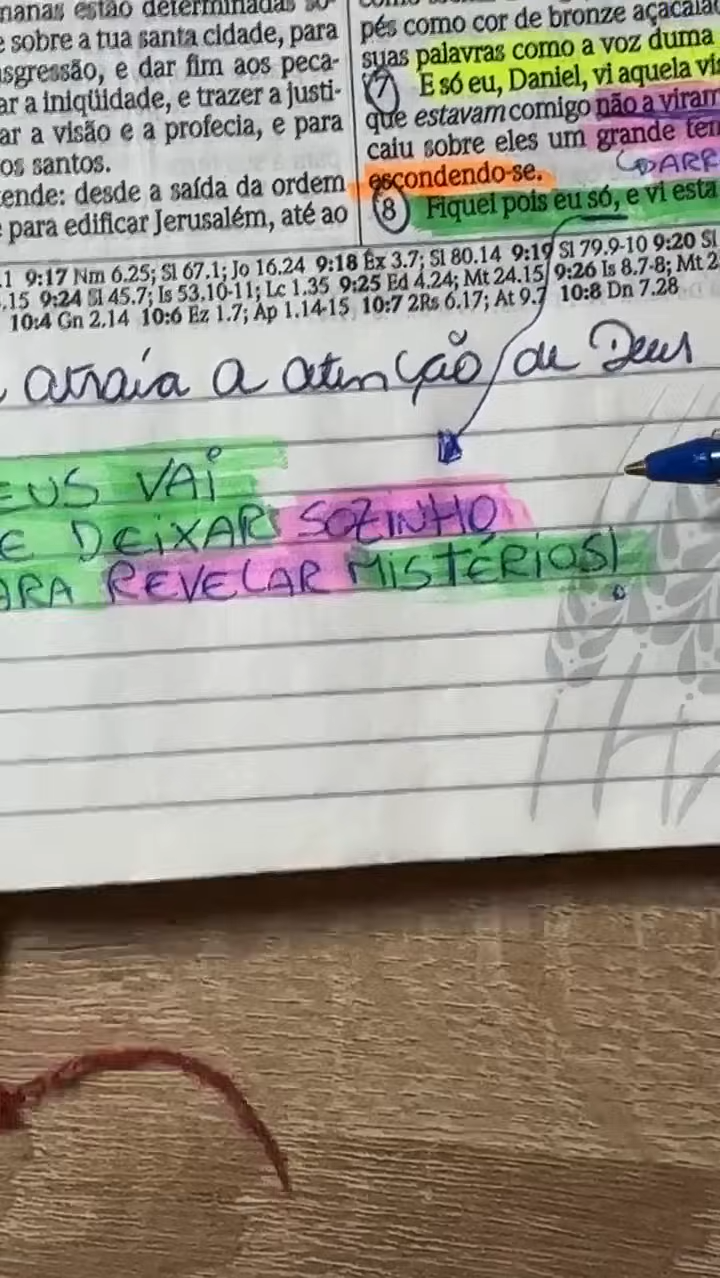 estão determinadas
sobre a tua santa cidade, para
e dar fim aos peca-
ar a iniqüidade, e trazer a justi-
ar a visão e a profecia, e para
os santos.
ende: desde a saída da ordem
para edificar Jerusalém, até ao
pés como cor de bronze
suas palavras como a voz duma
7 E só eu, Daniel, vi aquela
que estavam comigo não a viram
caiu sobre eles um grande
escondendo-se.
8 Fiquei pois eu só, e vi esta
.1 9:17 Nm 6.25; Sl 67.1; Jo 16.24 9:18 Êx 3.7; Sl 80.14 9:19 Sl 79.9-10 9:20 Sl
.15 9:24 Sl 45.7; Is 53.10-11; Lc 1.35 9:25 Ed 4.24; Mt 24.15 9:26 Is 8.7-8; Mt 2
10:4 Gn 2.14 10:6 Ez 1.7; Ap 1.14-15 10:7 2Rs 6.17; At 9.7 10:8 Dn 7.28
atraía a atenção de Deus
EUS VAI
E DEIXAR SOZINHO
ARA REVELAR MISTÉRIOS!